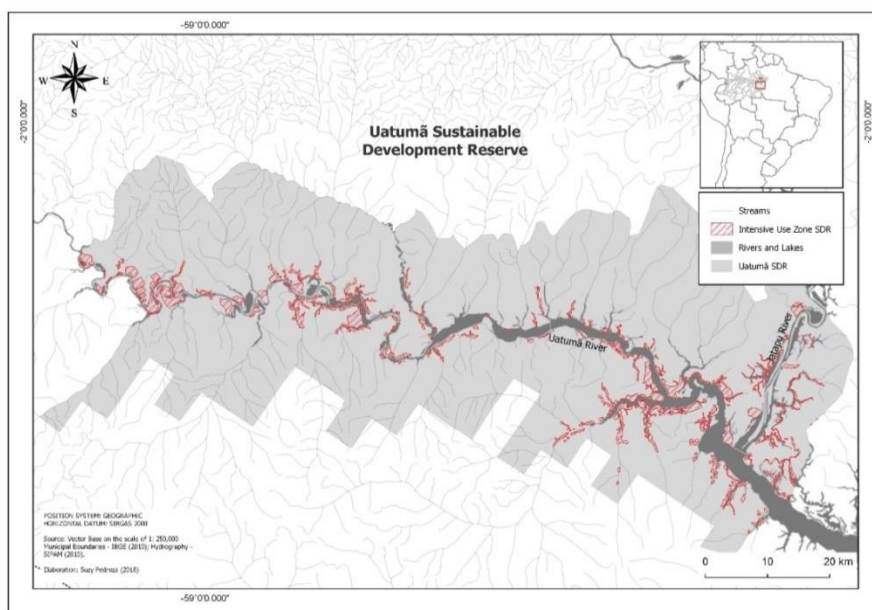 -59°0'0.000"
N
W E
S
-2°0'0.000"
-2°0'0.000"
Uatumã Sustainable
Development Reserve
Streams
Intensive Use Zone SDR
Rivers and Lakes
Uatumã SDR
Uatumã River
Jatapu River
POSITION SYSTEM: GEOGRAPHIC
HORIZONTAL DATUM: SIRGAS 2000
Source: Vector Base on the scale of 1: 250,000
Municipal Boundaries - IBGE (2010); Hydrography -
SIPAM (2010).
Elaboration: Suzy Pedroza (2018)
0 10 20 km
-59°0'0.000"